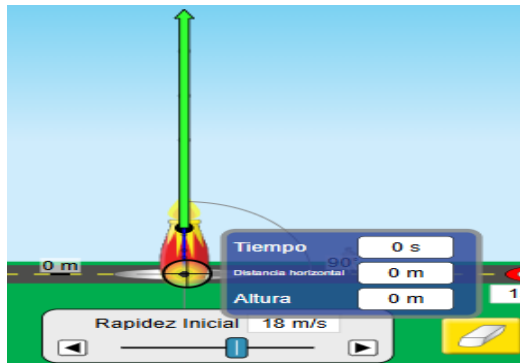 0 m
Tiempo 0 s
90°
Distancia horizontal 0 m
Altura 0 m
1
Rapidez Inicial 18 m/s